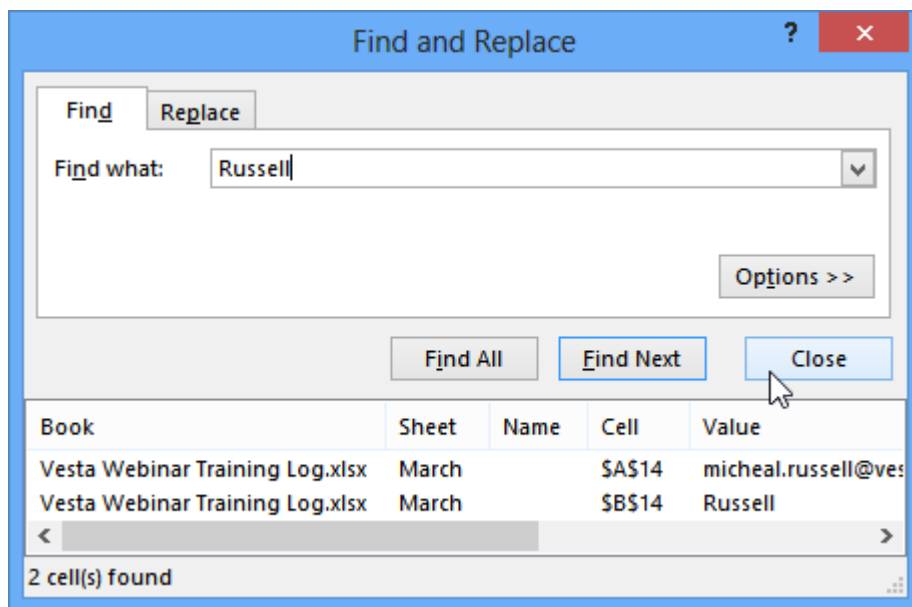 Find and Replace ?
Find Replace
Find what: Russell
Options >>
Find All Find Next Close
Book Sheet Name Cell Value
Vesta Webinar Training Log.xlsx March $A$14 micheal.russell@ves
Vesta Webinar Training Log.xlsx March $B$14 Russell
2 cell(s) found